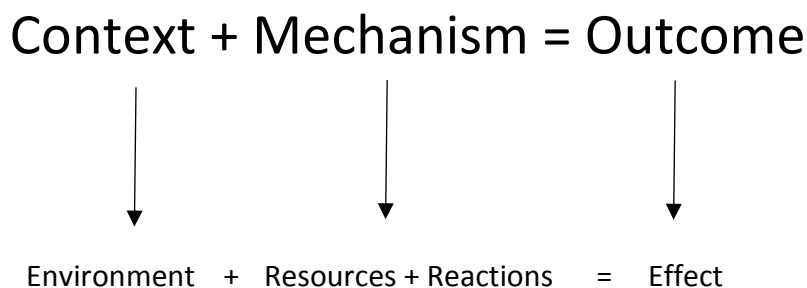 Context + Mechanism = Outcome
Environment + Resources + Reactions = Effect